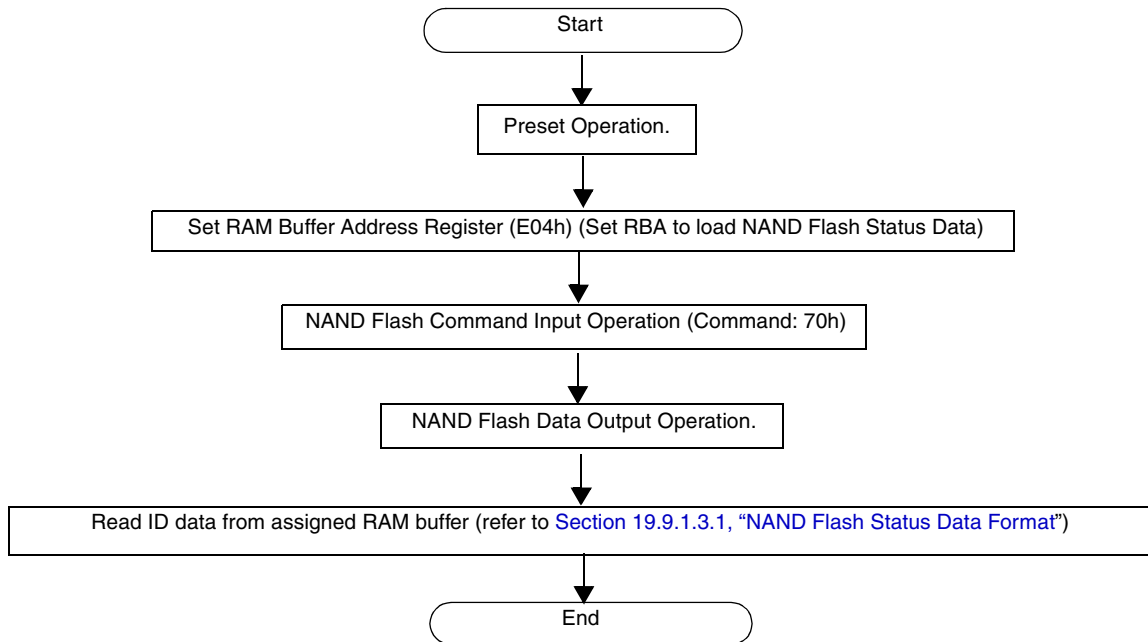 Start
Preset Operation.
Set RAM Buffer Address Register (E04h) (Set RBA to load NAND Flash Status Data)
NAND Flash Command Input Operation (Command: 70h)
NAND Flash Data Output Operation.
Read ID data from assigned RAM buffer (refer to Section 19.9.1.3.1, “NAND Flash Status Data Format”)
End